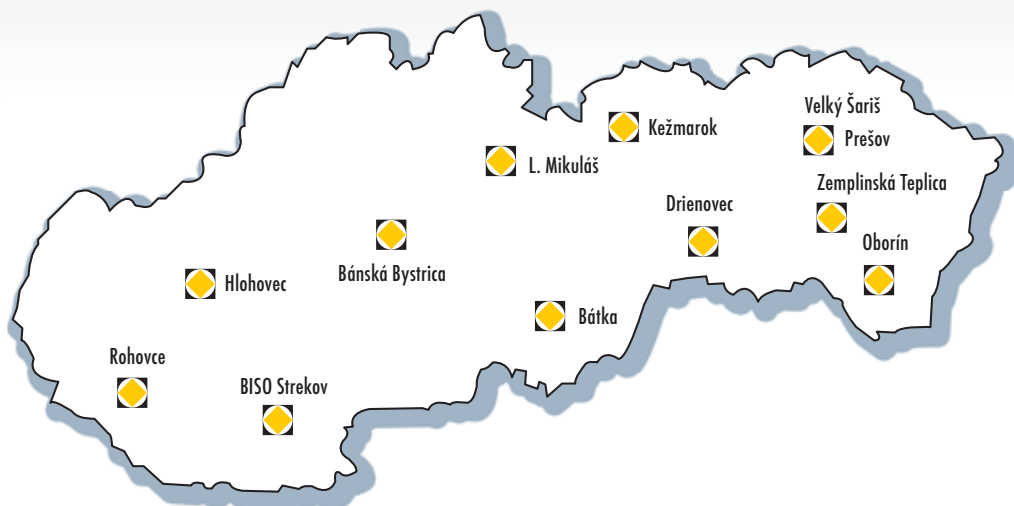 Velký Šariš
Prešov
Kežmarok
L. Mikuláš
Zemplinská Teplica
Drienovec
Oborín
Bánská Bystrica
Hlohovec
Bátka
Rohovce
BISO Strekov